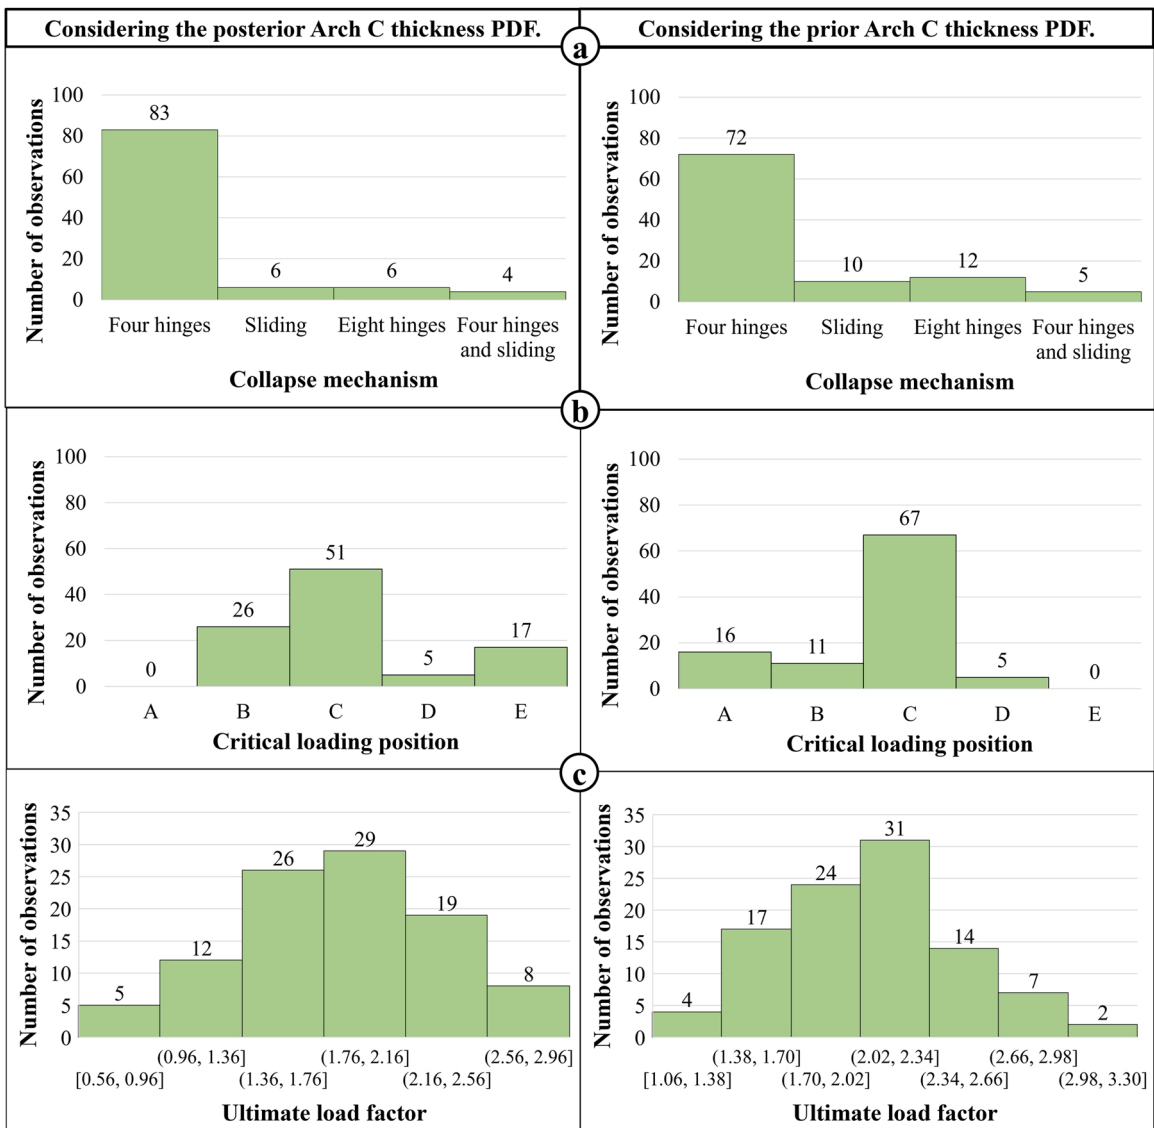 Considering the posterior Arch C thickness PDF.
Considering the prior Arch C thickness PDF.
a
Number of observations
100
80
60
40
20
0
83
6
6
4
Four hinges
Sliding
Eight hinges
Four hinges
and sliding
Collapse mechanism
Number of observations
100
80
60
40
20
0
72
10
12
5
Four hinges
Sliding
Eight hinges
Four hinges
and sliding
Collapse mechanism
b
Number of observations
100
80
60
40
20
0
0
26
51
5
17
A
B
C
D
E
Critical loading position
Number of observations
100
80
60
40
20
0
16
11
67
5
0
A
B
C
D
E
Critical loading position
c
Number of observations
35
30
25
20
15
10
5
0
5
12
26
29
19
8
[0.56, 0.96]
(0.96, 1.36]
(1.36, 1.76]
(1.76, 2.16]
(2.16, 2.56]
(2.56, 2.96]
Ultimate load factor
Number of observations
35
30
25
20
15
10
5
0
4
17
24
31
14
7
2
[1.06, 1.38]
(1.38, 1.70]
(1.70, 2.02]
(2.02, 2.34]
(2.34, 2.66]
(2.66, 2.98]
(2.98, 3.30]
Ultimate load factor